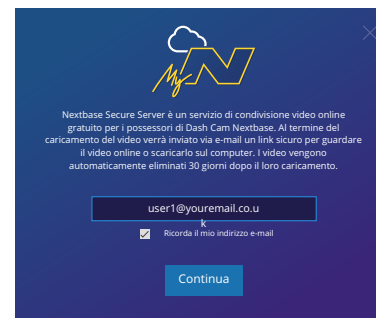 My N
Nextbase Secure Server è un servizio di condivisione video online
gratuito per i possessori di Dash Cam Nextbase. Al termine del
caricamento del video verrà inviato via e-mail un link sicuro per guardare
il video online o scaricarlo sul computer. I video vengono
automaticamente eliminati 30 giorni dopo il loro caricamento.
user1@youremail.co.u
k
Ricorda il mio indirizzo e-mail
Continua